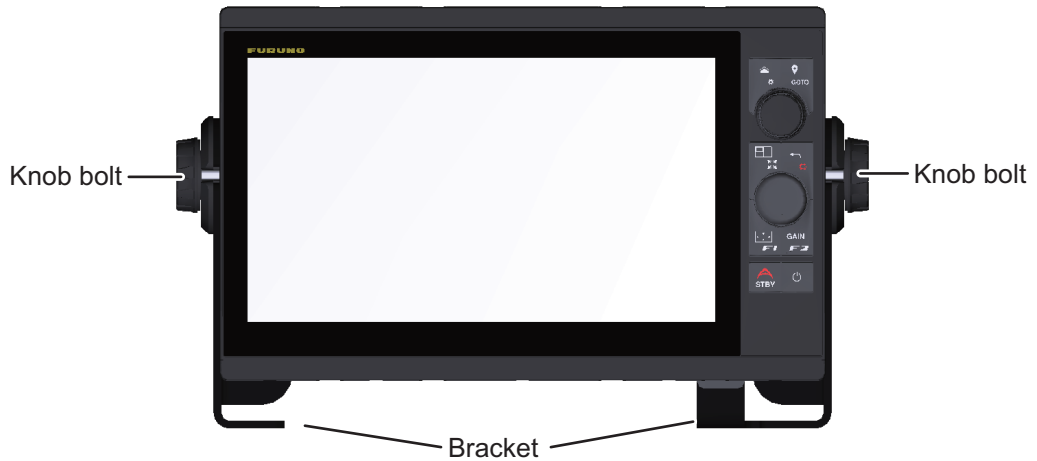 FURUNO
GOTO
Knob bolt
Knob bolt
GAIN
F1 F2
STBY
Bracket